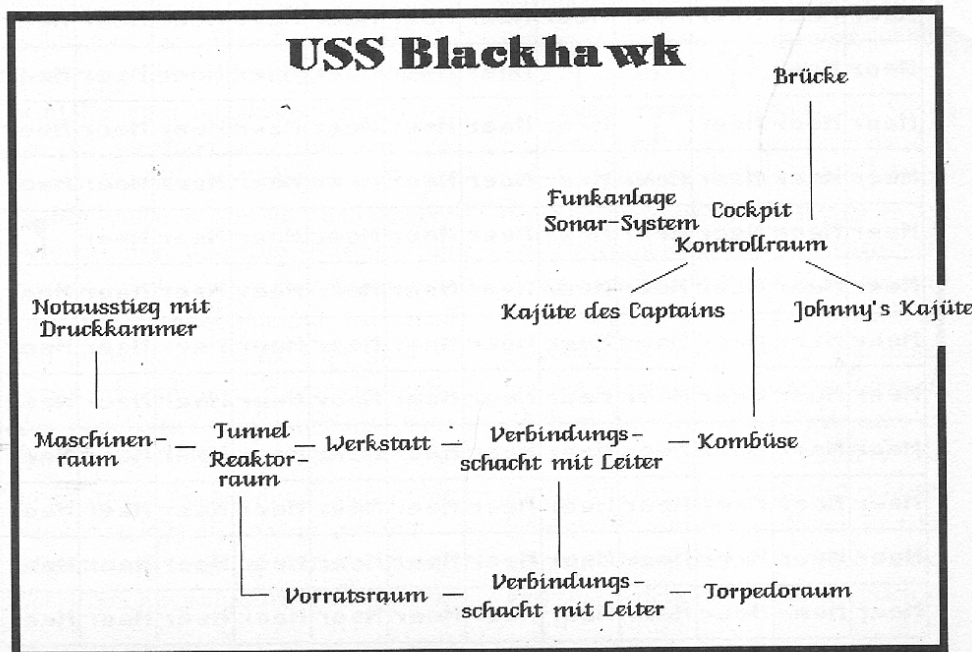 USS Blackhawk
Brücke
Funkanlage
Sonar-System
Cockpit
Kontrollraum
Kajüte des Captains
Johnny's Kajüte
Notausstieg mit
Druckkammer
Maschinen-
raum
Tunnel
Reaktor-
raum
Werkstatt
Verbindungs-
schacht mit Leiter
Kombüse
Vorratsraum
Verbindungs-
schacht mit Leiter
Torpedoraum